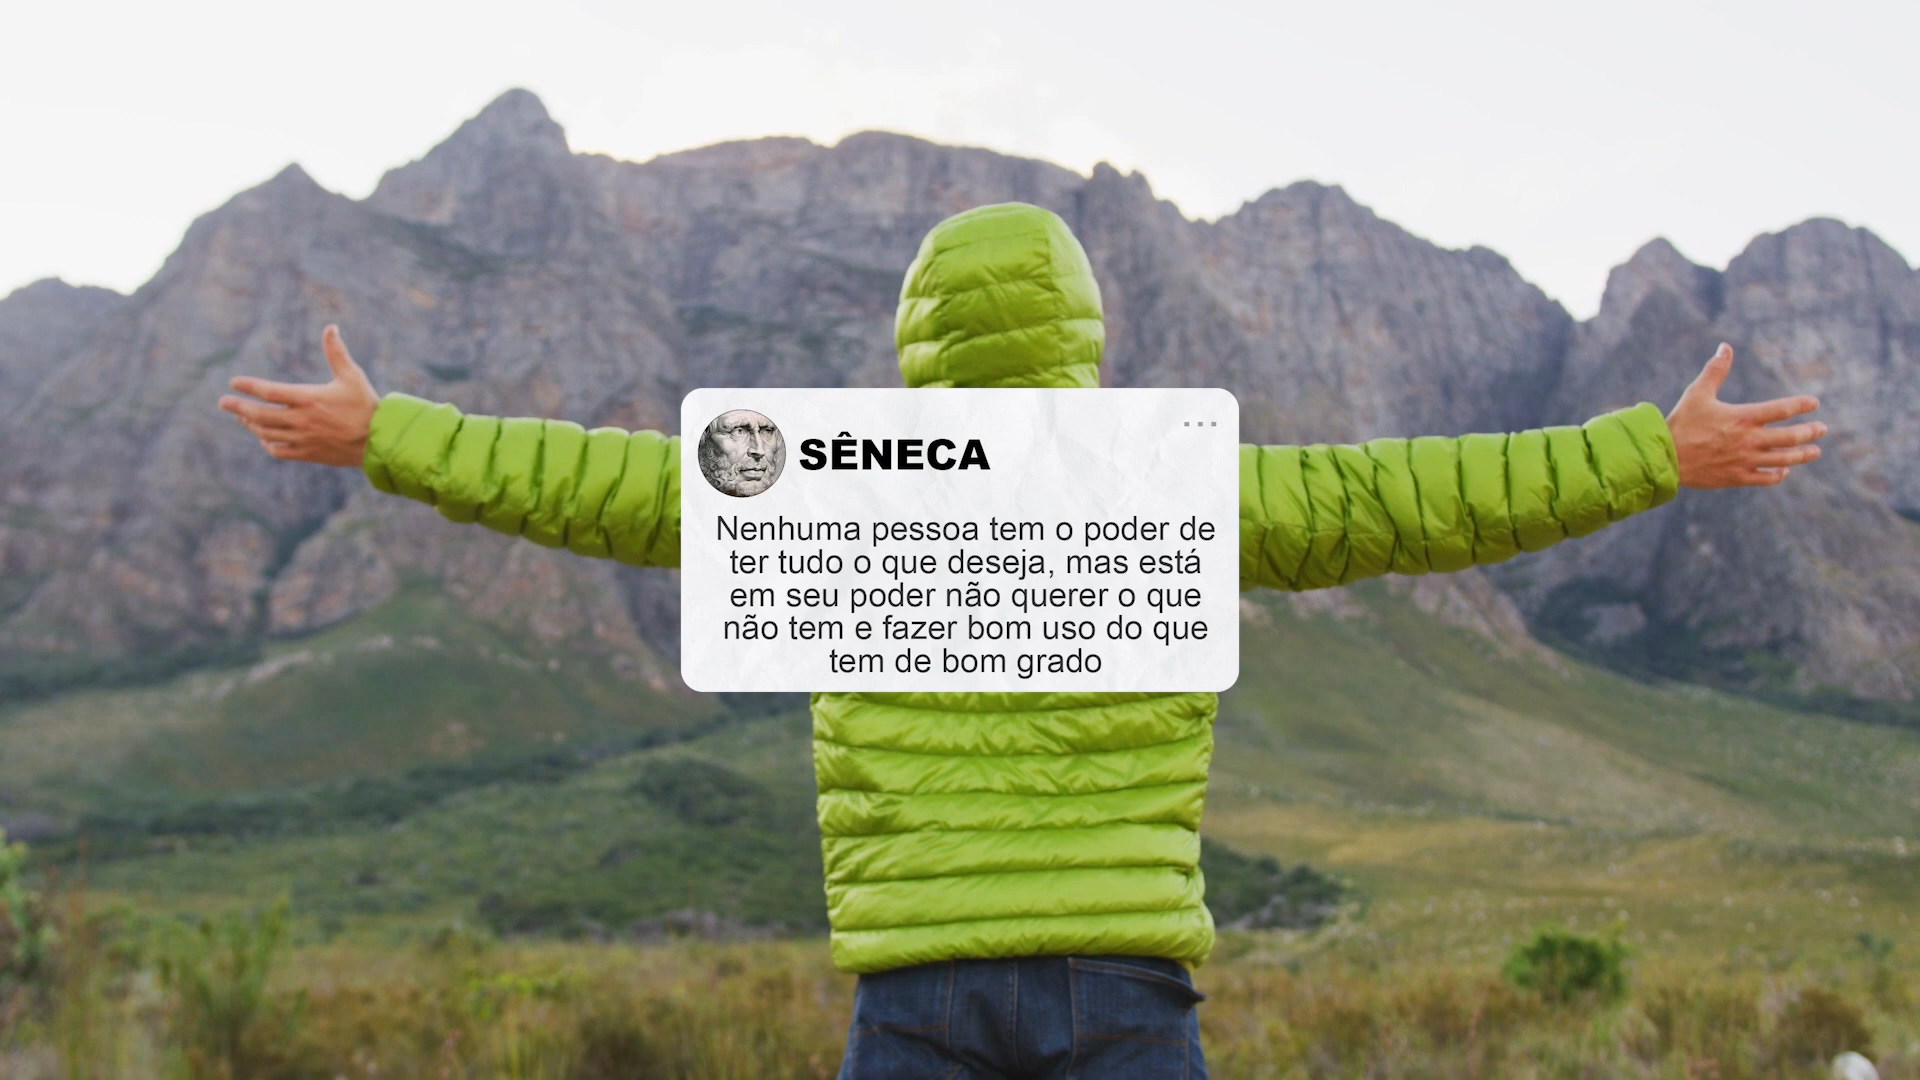 SÊNECA
Nenhuma pessoa tem o poder de
ter tudo o que deseja, mas está
em seu poder não querer o que
não tem e fazer bom uso do que
tem de bom grado